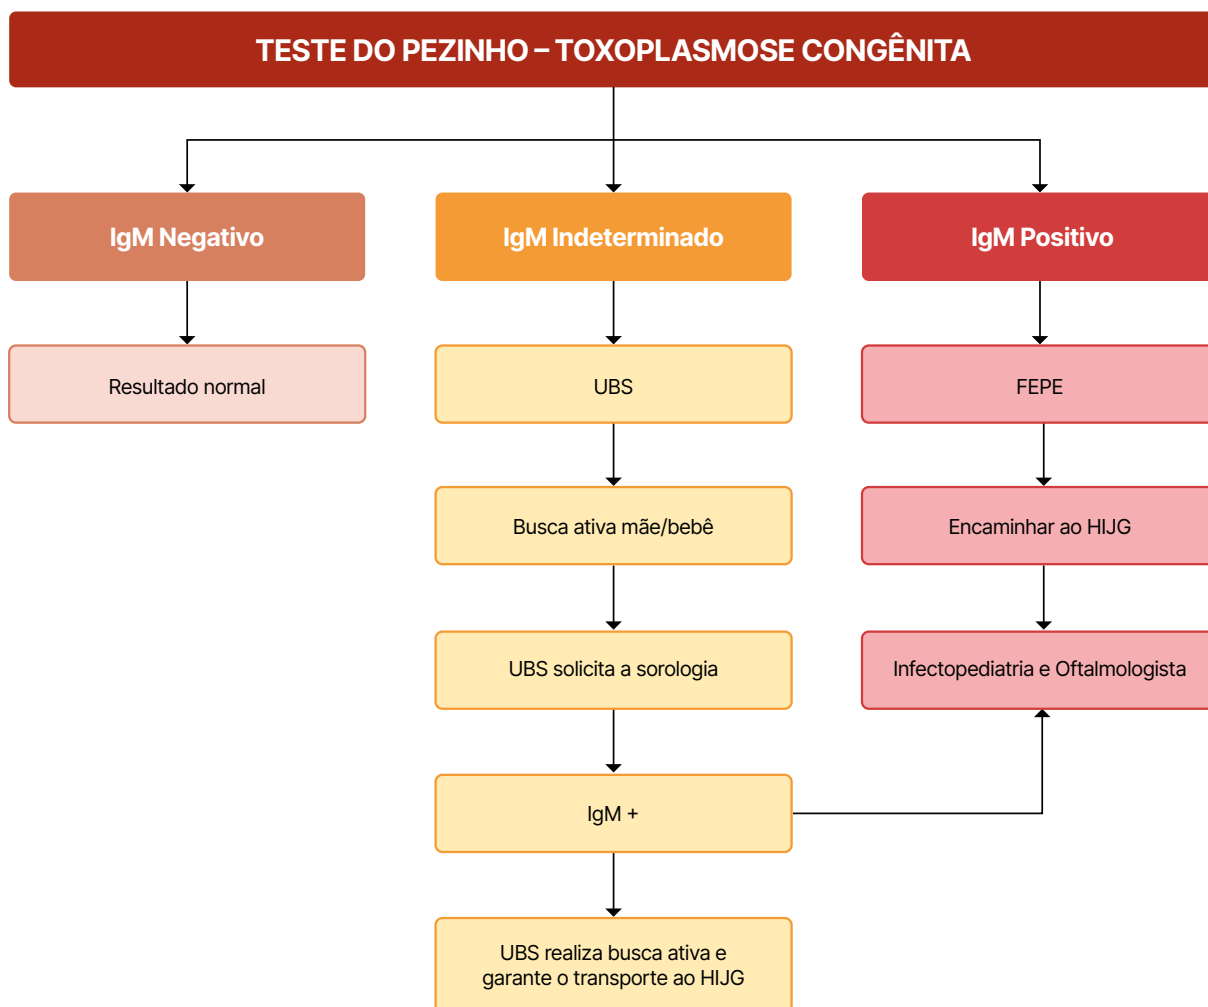 TESTE DO PEZINHO – TOXOPLASMOSE CONGÊNITA
IgM Negativo
IgM Indeterminado
IgM Positivo
Resultado normal
UBS
FEPE
Busca ativa mãe/bebê
Encaminhar ao HIJG
UBS solicita a sorologia
Infectopediatria e Oftalmologista
IgM +
UBS realiza busca ativa e
garante o transporte ao HIJG